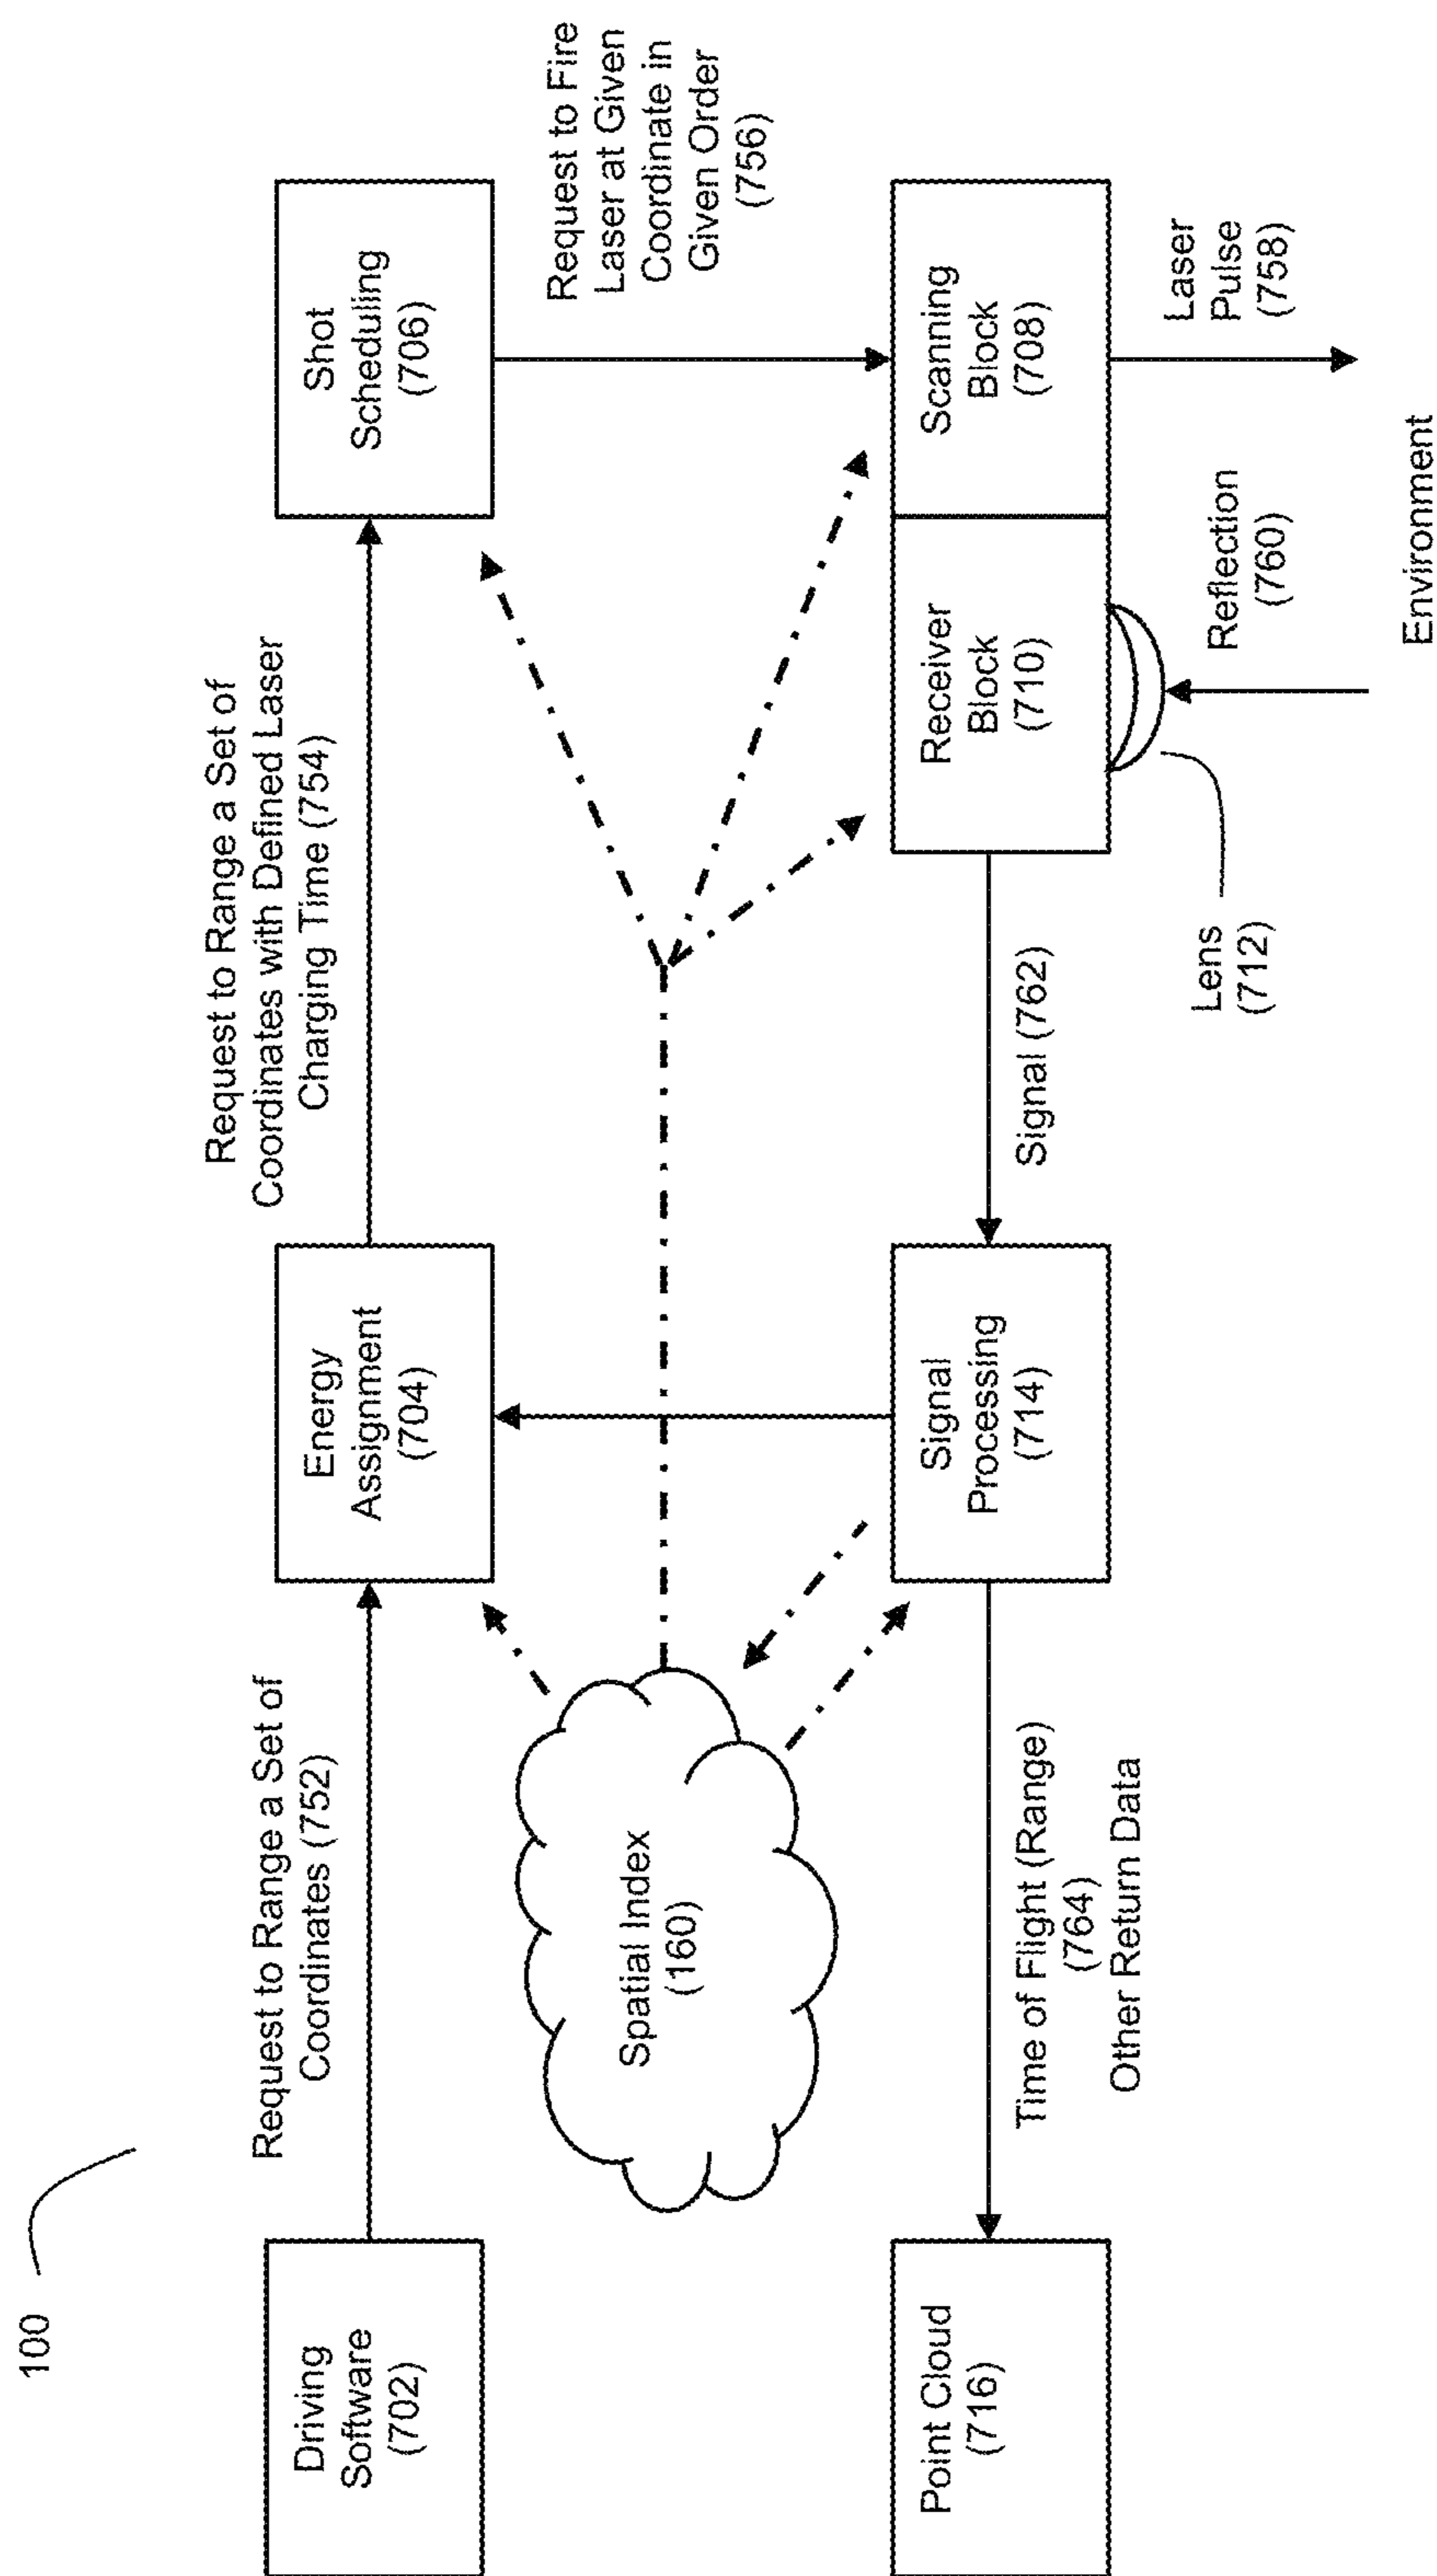 100
Driving
Software
(702)
Request to Range a Set of
Coordinates (752)
Energy
Assignment
(704)
Request to Range a Set of
Coordinates with Defined Laser
Charging Time (754)
Shot
Scheduling
(706)
Request to Fire
Laser at Given
Coordinate in
Given Order
(756)
Spatial Index
(160)
Point Cloud
(716)
Time of Flight (Range)
(764)
Other Return Data
Signal
Processing
(714)
Signal (762)
Receiver
Block
(710)
Scanning
Block
(708)
Lens
(712)
Reflection
(760)
Laser
Pulse
(758)
Environment